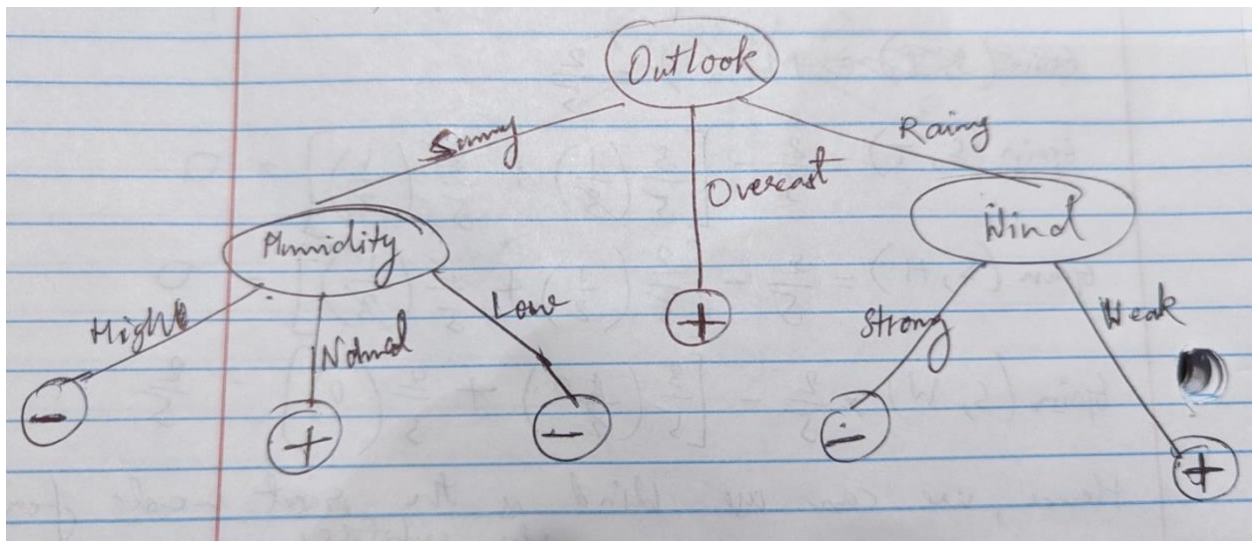 Outlook
Sunny
Overcast
Rainy
Humidity
Wind
High
Normal
Low
Strong
Weak
+
-
+
-
-
+